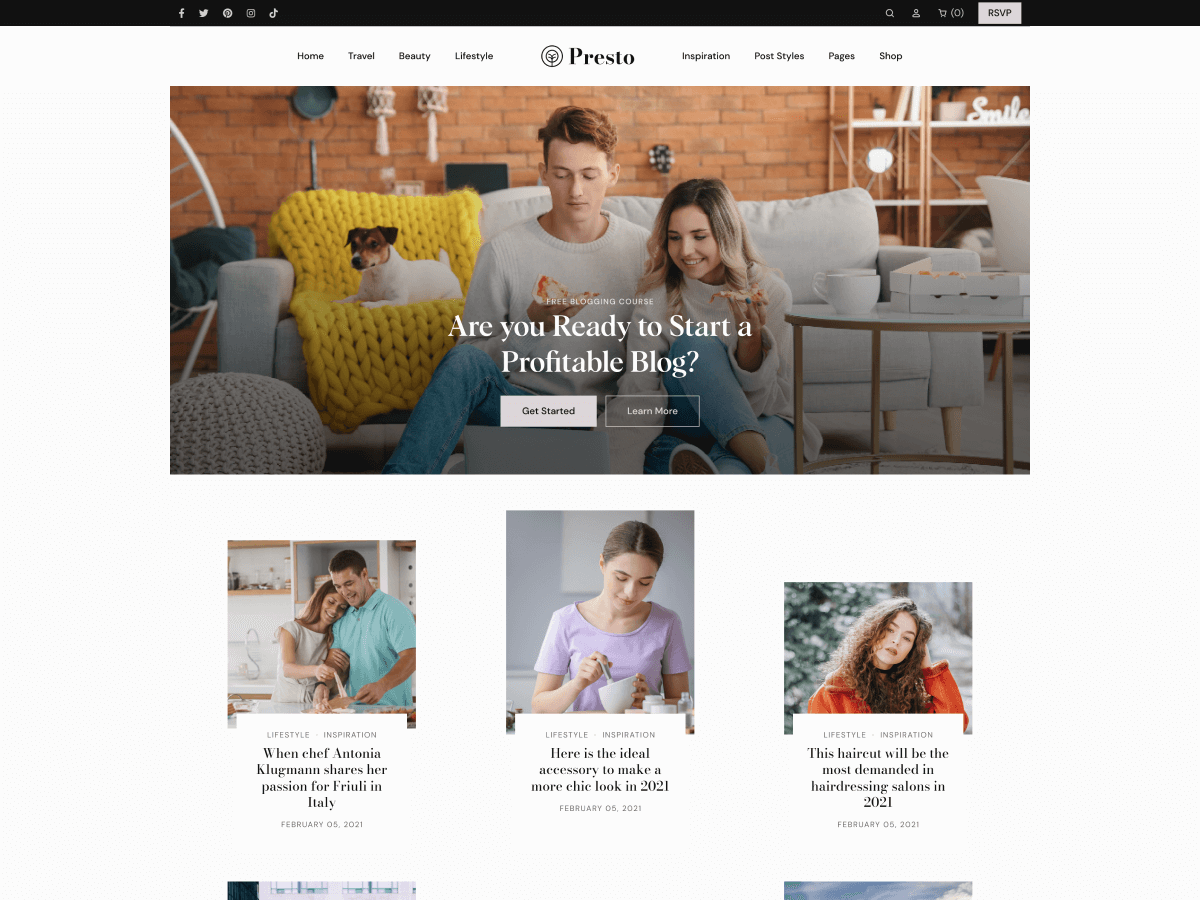 (0)
RSVP
Home Travel Beauty Lifestyle Presto Inspiration Post Styles Pages Shop
Smile
FREE BLOGGING COURSE
Are you Ready to Start a
Profitable Blog?
Get Started Learn More
LIFESTYLE · INSPIRATION
When chef Antonia
Klugmann shares her
passion for Friuli in
Italy
FEBRUARY 05, 2021
LIFESTYLE · INSPIRATION
Here is the ideal
accessory to make a
more chic look in 2021
FEBRUARY 05, 2021
LIFESTYLE · INSPIRATION
This haircut will be the
most demanded in
hairdressing salons in
2021
FEBRUARY 05, 2021